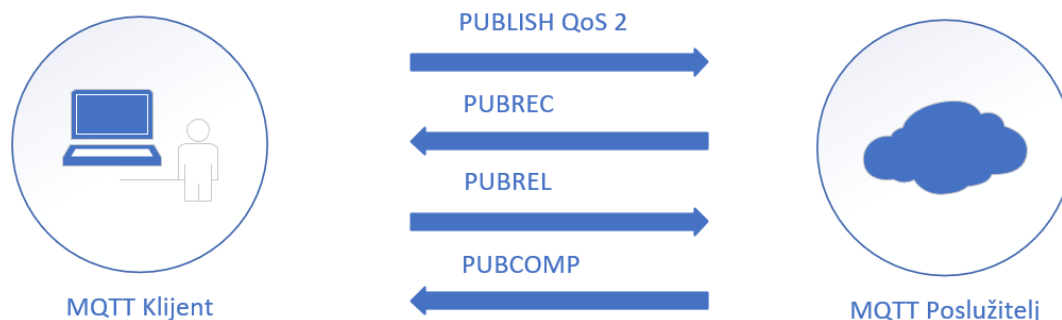 PUBLISH QoS 2
PUBREC
PUBREL
PUBCOMP
MQTT Klijent
MQTT Poslužitelj